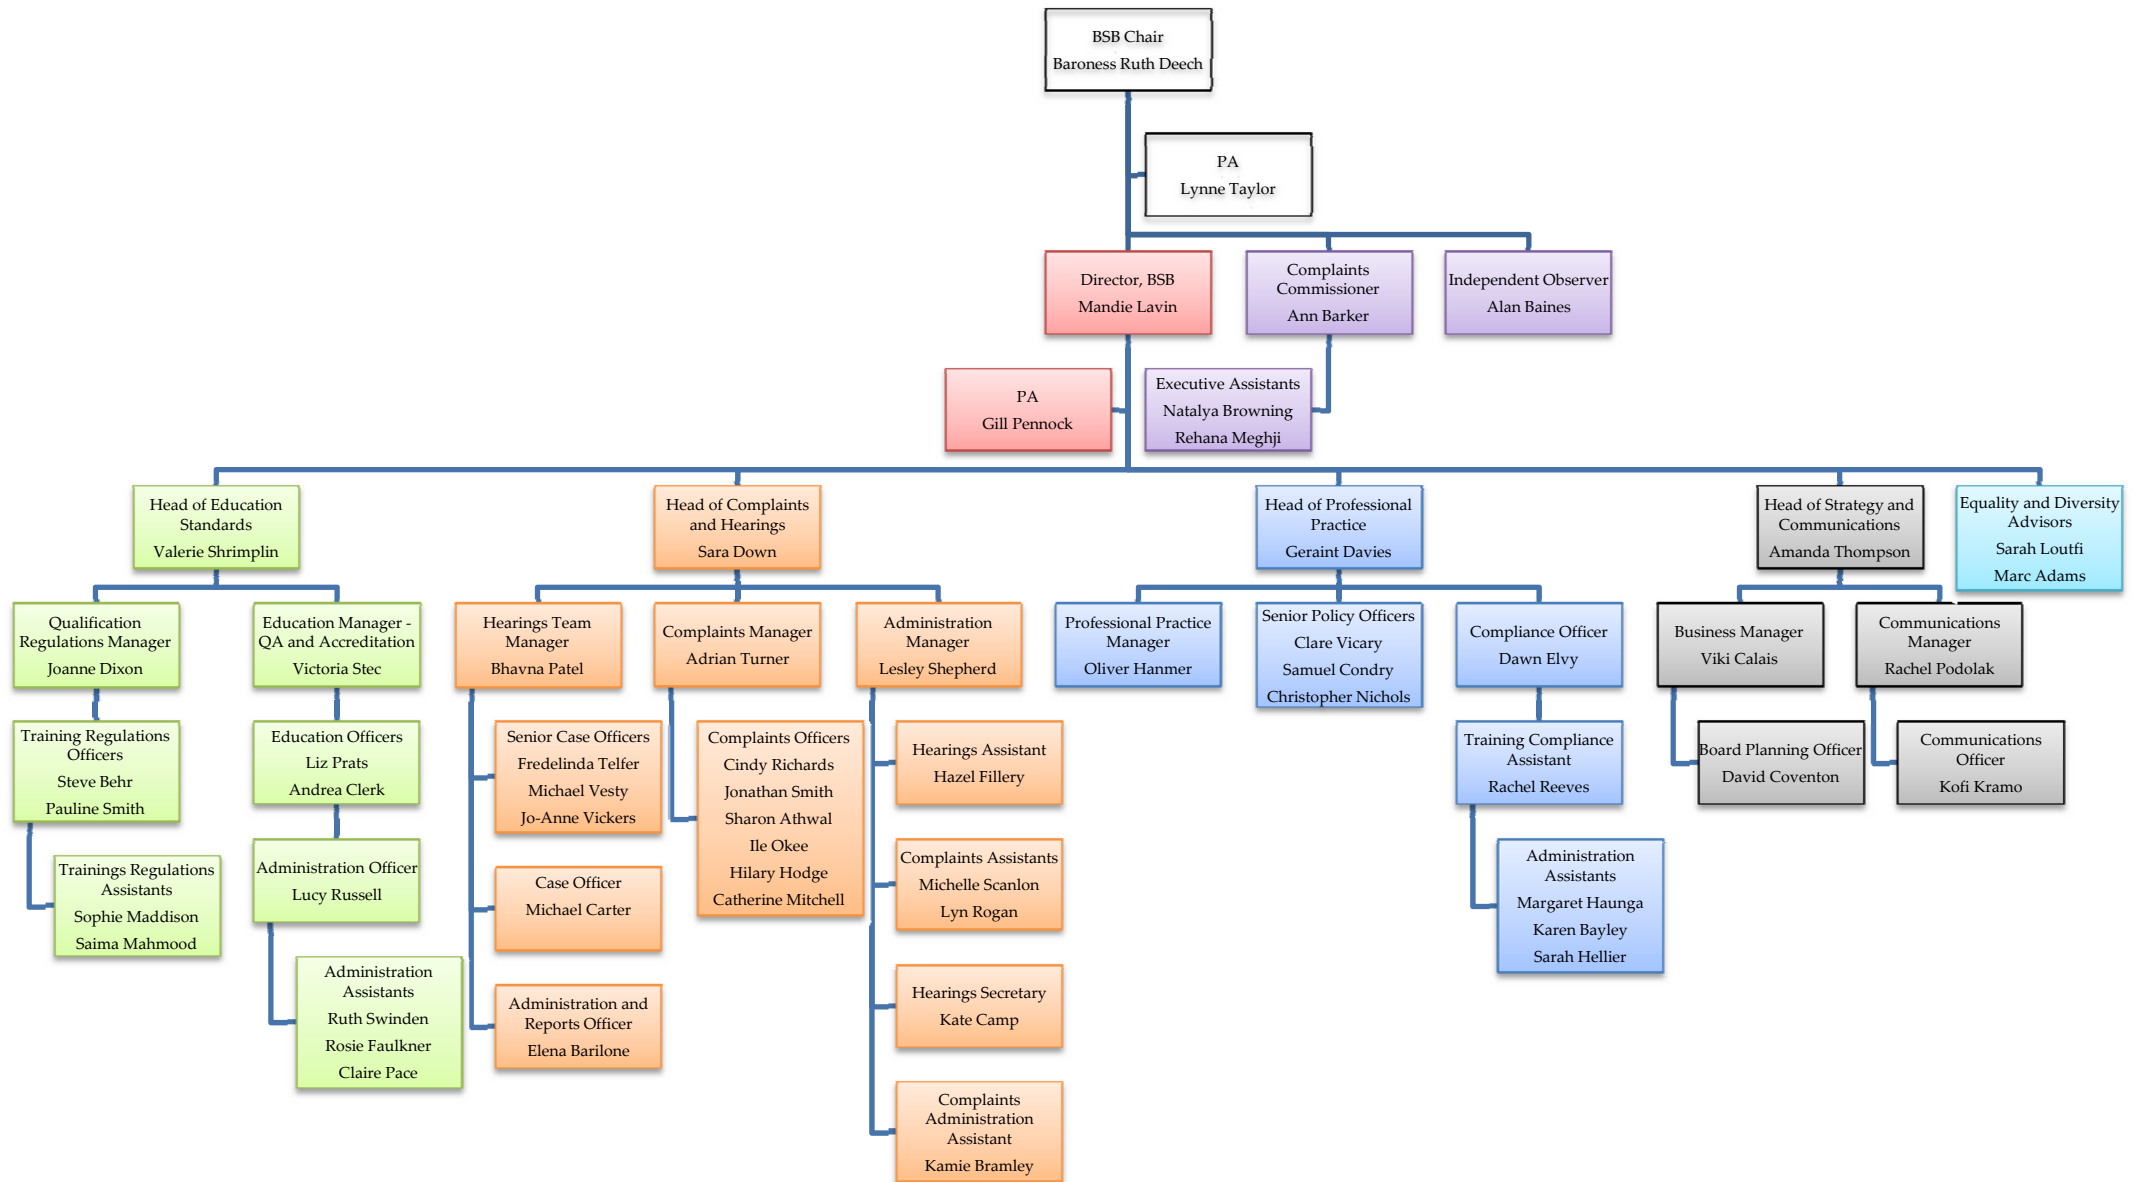 BSB Chair
Baroness Ruth Deech
PA
Lynne Taylor
Director, BSB
Mandie Lavin
Complaints
Commissioner
Ann Barker
Independent Observer
Alan Baines
PA
Gill Pennock
Executive Assistants
Natalya Browning
Rehana Meghji
Head of Education
Standards
Valerie Shrimplin
Head of Complaints
and Hearings
Sara Down
Head of Professional
Practice
Geraint Davies
Head of Strategy and
Communications
Amanda Thompson
Equality and Diversity
Advisors
Sarah Loutfi
Marc Adams
Qualification
Regulations Manager
Joanne Dixon
Education Manager -
QA and Accreditation
Victoria Stec
Hearings Team
Manager
Bhavna Patel
Complaints Manager
Adrian Turner
Administration
Manager
Lesley Shepherd
Professional Practice
Manager
Oliver Hanmer
Senior Policy Officers
Clare Vicary
Samuel Condry
Christopher Nichols
Compliance Officer
Dawn Elvy
Business Manager
Viki Calais
Communications
Manager
Rachel Podolak
Training Regulations
Officers
Steve Behr
Pauline Smith
Education Officers
Liz Prats
Andrea Clerk
Senior Case Officers
Fredelinda Telfer
Michael Vesty
Jo-Anne Vickers
Complaints Officers
Cindy Richards
Jonathan Smith
Sharon Athwal
Ile Okee
Hilary Hodge
Catherine Mitchell
Hearings Assistant
Hazel Fillery
Training Compliance
Assistant
Rachel Reeves
Board Planning Officer
David Coventon
Communications
Officer
Kofi Kramo
Trainings Regulations
Assistants
Sophie Maddison
Saima Mahmood
Administration Officer
Lucy Russell
Case Officer
Michael Carter
Complaints Assistants
Michelle Scanlon
Lyn Rogan
Administration
Assistants
Margaret Haunga
Karen Bayley
Sarah Hellier
Administration
Assistants
Ruth Swinden
Rosie Faulkner
Claire Pace
Administration and
Reports Officer
Elena Barilone
Hearings Secretary
Kate Camp
Complaints
Administration
Assistant
Kamie Bramley